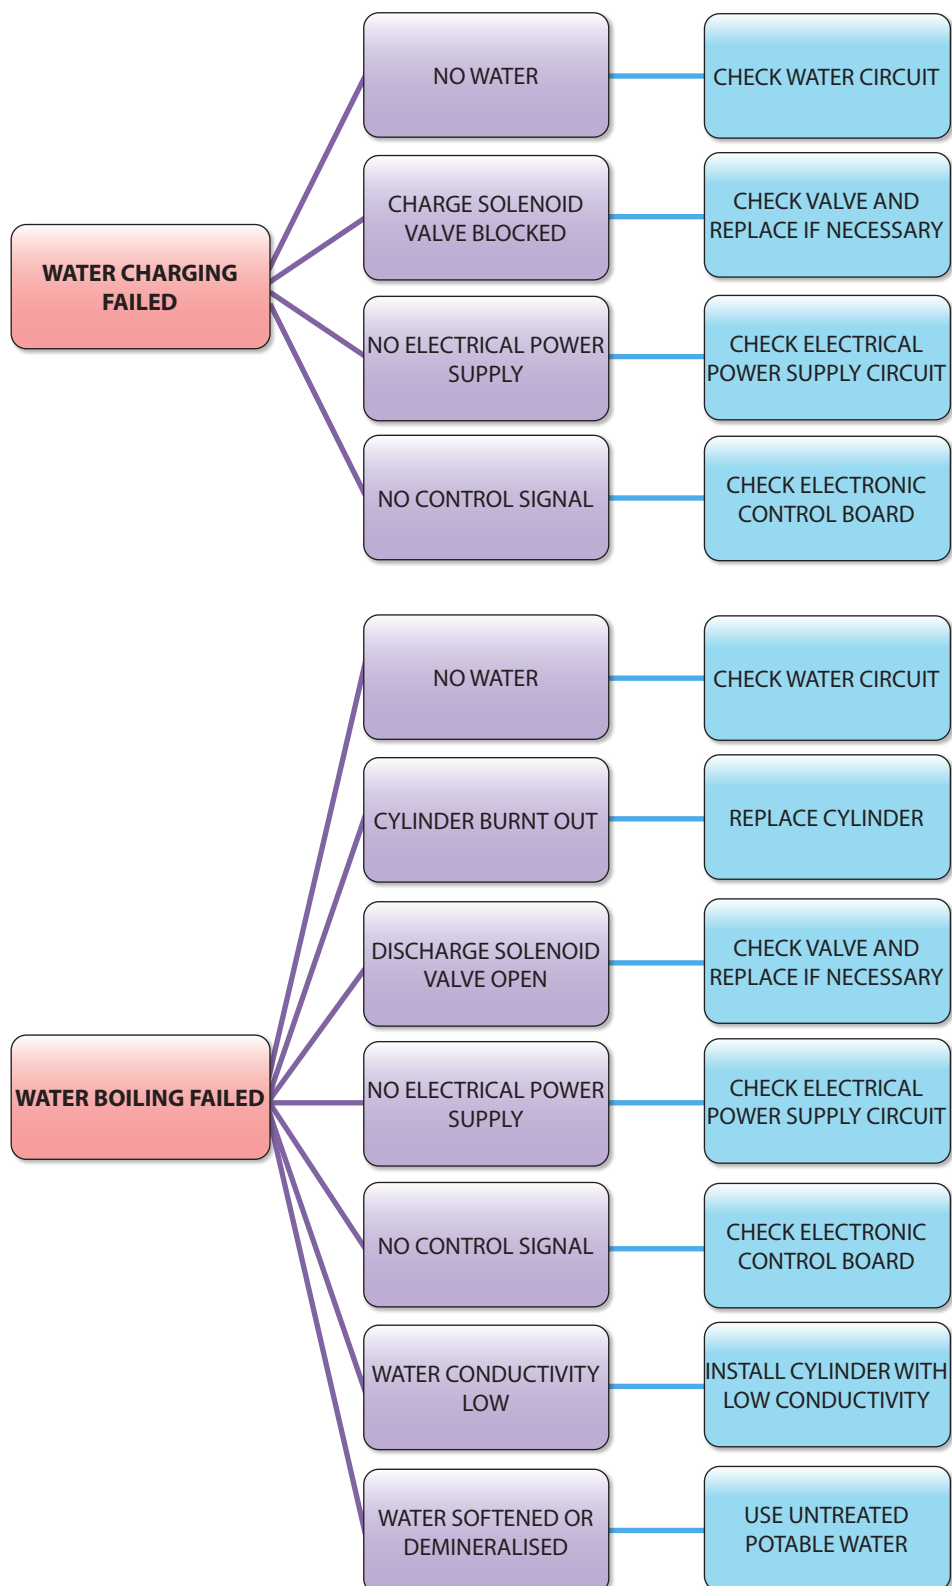 WATER CHARGING
FAILED
NO WATER
CHECK WATER CIRCUIT
CHARGE SOLENOID
VALVE BLOCKED
CHECK VALVE AND
REPLACE IF NECESSARY
NO ELECTRICAL POWER
SUPPLY
CHECK ELECTRICAL
POWER SUPPLY CIRCUIT
NO CONTROL SIGNAL
CHECK ELECTRONIC
CONTROL BOARD
WATER BOILING FAILED
NO WATER
CHECK WATER CIRCUIT
CYLINDER BURNT OUT
REPLACE CYLINDER
DISCHARGE SOLENOID
VALVE OPEN
CHECK VALVE AND
REPLACE IF NECESSARY
NO ELECTRICAL POWER
SUPPLY
CHECK ELECTRICAL
POWER SUPPLY CIRCUIT
NO CONTROL SIGNAL
CHECK ELECTRONIC
CONTROL BOARD
WATER CONDUCTIVITY
LOW
INSTALL CYLINDER WITH
LOW CONDUCTIVITY
WATER SOFTENED OR
DEMINERALISED
USE UNTREATED
POTABLE WATER